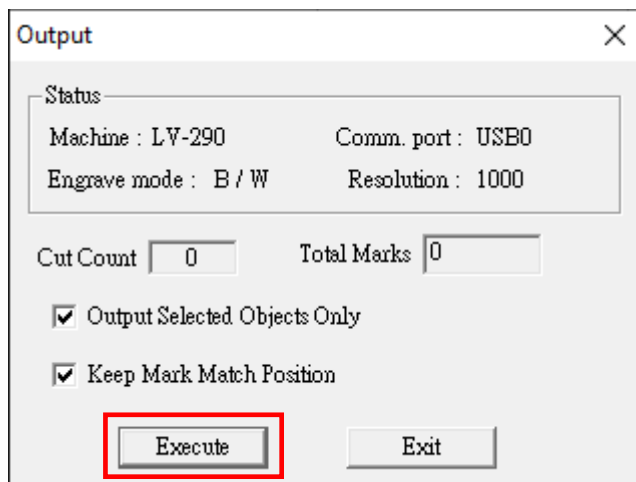 Output
Status
Machine : LV-290 Comm. port : USB0
Engrave mode : B / W Resolution : 1000
Cut Count 0 Total Marks 0
Output Selected Objects Only
Keep Mark Match Position
Execute Exit